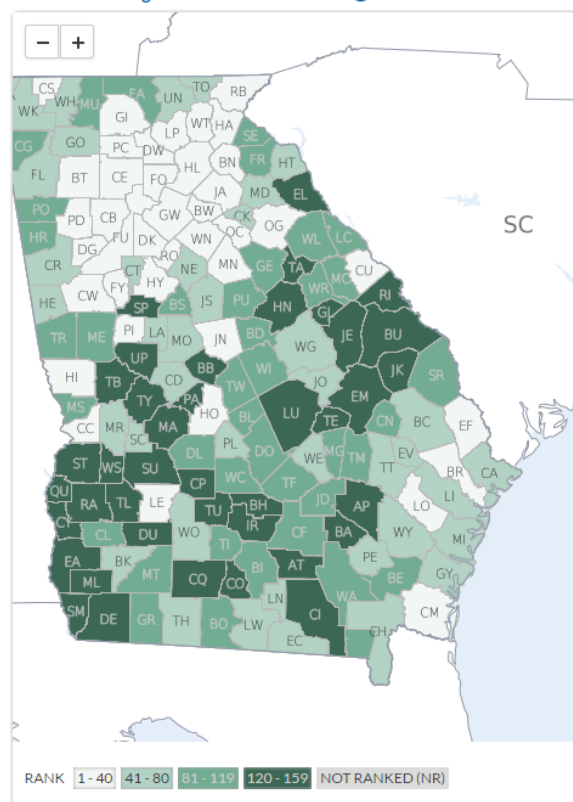 − +
CS RB
TO
WK WH MU FA UN
GI WT HA
LP
SE
CG GO PC DW
HL BN FR HT
FL BT CE FO
JA MD EL
PO PD CB GW BW CK
OC OG
SC
HR DG FU DK WN WL LC
RO
CR CT NE MN GE TA
WR MC CU
HE CW FY HY
SP BS JS PU HN RI
GI
TR ME PI LA MO JN BD WG JE BU
UP BB WI
HI TB CD TW JO JK SR
MS TY PA HO LU EM
CC MR MA BL TE CN BC EF
SC PL
ST WS SU DL DO WE MG TM TT EV BR
QU RA TL CP WC TF CA
LE BH JD AP LO LI
CY TU IR
CL DU WO CF BA WY MI
EA BK TI PE
ML MT CQ CO BI AT WA BE GY
SM DE GR TH BO LN CI CM
LW EC CH
RANK 1 - 40 41 - 80 81 - 119 120 - 159 NOT RANKED (NR)